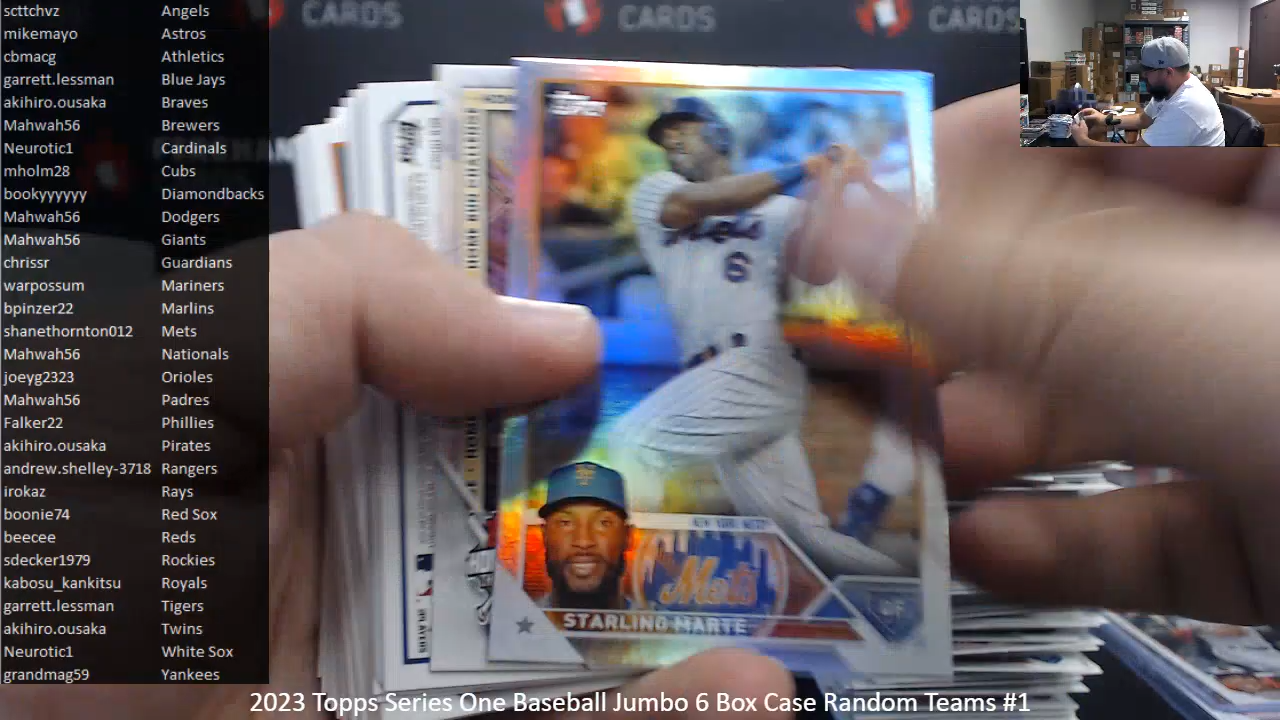 scttchvz Angels
mikemayo Astros
cbmacg Athletics
garrett.lessman Blue Jays
akihiro.ousaka Braves
Mahwah56 Brewers
Neurotic1 Cardinals
mholm28 Cubs
bookyyyyyy Diamondbacks
Mahwah56 Dodgers
Mahwah56 Giants
chrissr Guardians
warpossum Mariners
bpinzer22 Marlins
shanethornton012 Mets
Mahwah56 Nationals
joeyg2323 Orioles
Mahwah56 Padres
Falker22 Phillies
akihiro.ousaka Pirates
andrew.shelley-3718 Rangers
irokaz Rays
boonie74 Red Sox
beecee Reds
sdecker1979 Rockies
kabosu_kankitsu Royals
garrett.lessman Tigers
akihiro.ousaka Twins
Neurotic1 White Sox
grandmag59 Yankees
CARDS
CARDS
CARDS
Topps
Mets
6
NEW YORK METS
Mets
OF
STARLING MARTE
2023 Topps Series One Baseball Jumbo 6 Box Case Random Teams #1